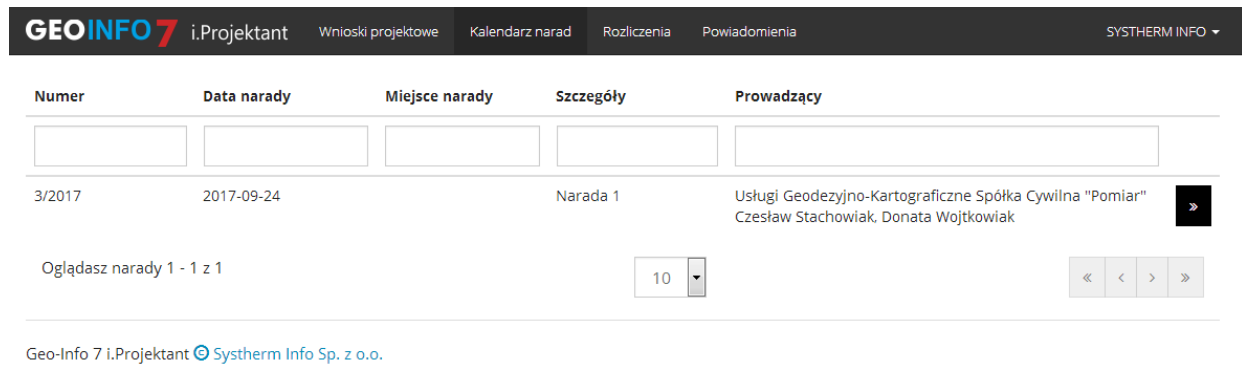 GEOINFO 7 i.Projektant Wnioski projektowe Kalendarz narad Rozliczenia Powiadomienia SYSTHERM INFO
Numer Data narady Miejsce narady Szczegóły Prowadzący
3/2017 2017-09-24 Narada 1 Usługi Geodezyjno-Kartograficzne Spółka Cywilna "Pomiar"
Czesław Stachowiak, Donata Wojtkowiak
»
Oglądasz narady 1 - 1 z 1 10 « ‹ › »
Geo-Info 7 i.Projektant © Systherm Info Sp. z o.o.